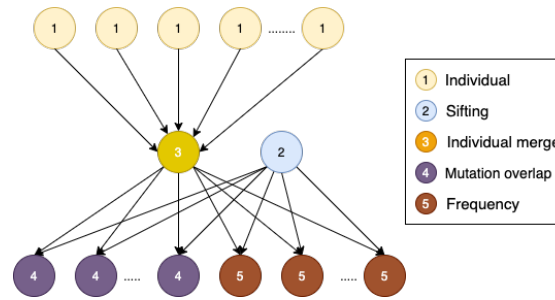 1 1 1 1 ........ 1
3 2
4 4 ..... 4 5 5 ..... 5
1 Individual
2 Sifting
3 Individual merge
4 Mutation overlap
5 Frequency